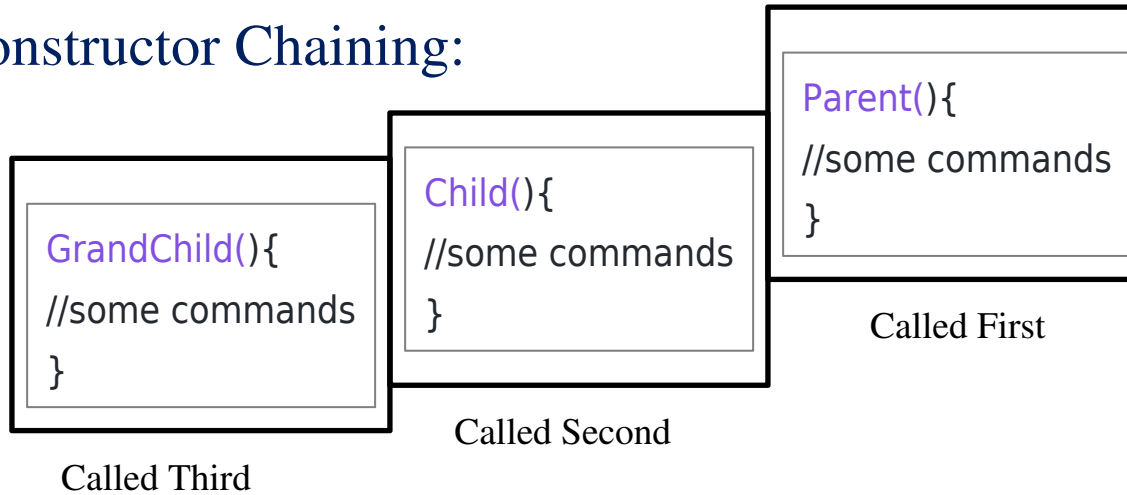 onstructor Chaining:
Parent(){
//some commands
}
Called First
Child(){
//some commands
}
Called Second
GrandChild(){
//some commands
}
Called Third